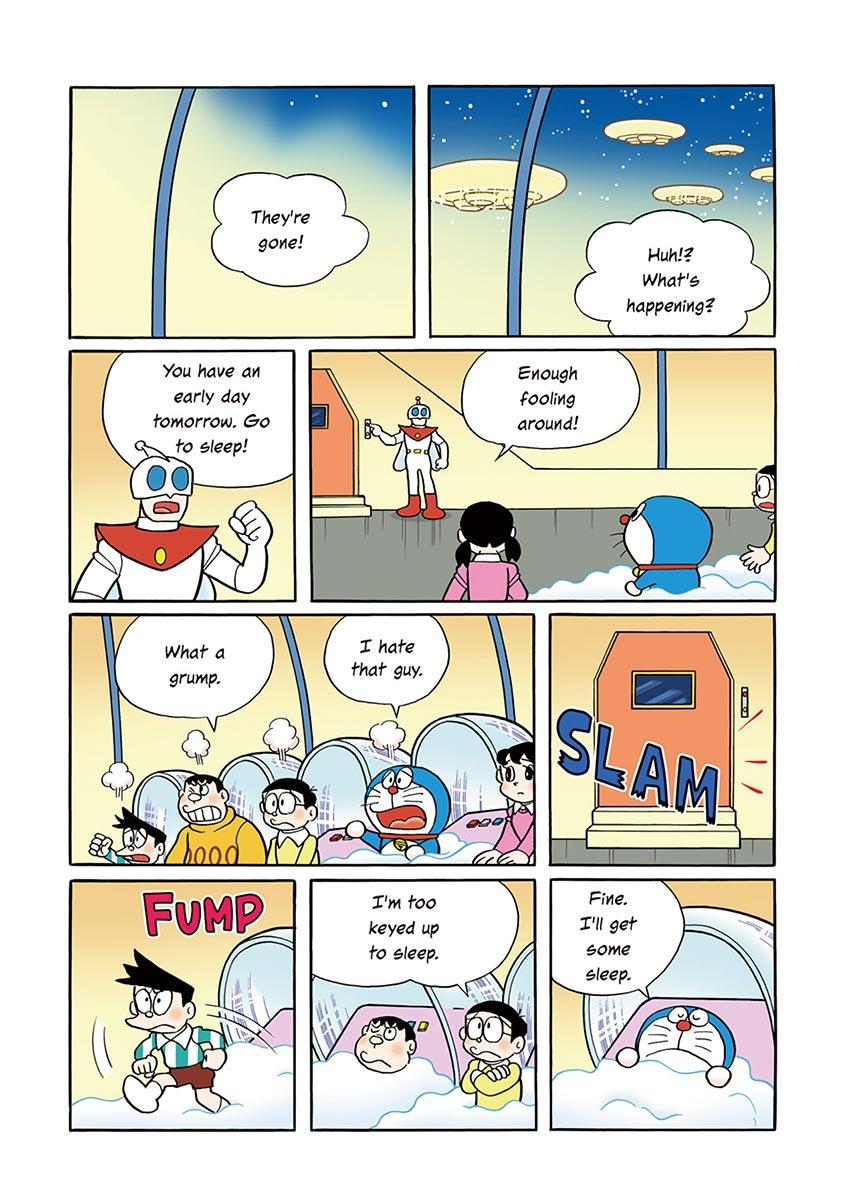 Huh!?
What's
happening?
They're
gone!
Enough
fooling
around!
You have an
early day
tomorrow. Go
to sleep!
SLAM
I hate
that guy.
What a
grump.
Fine.
I'll get
some
sleep.
I'm too
keyed up
to sleep.
FUMP